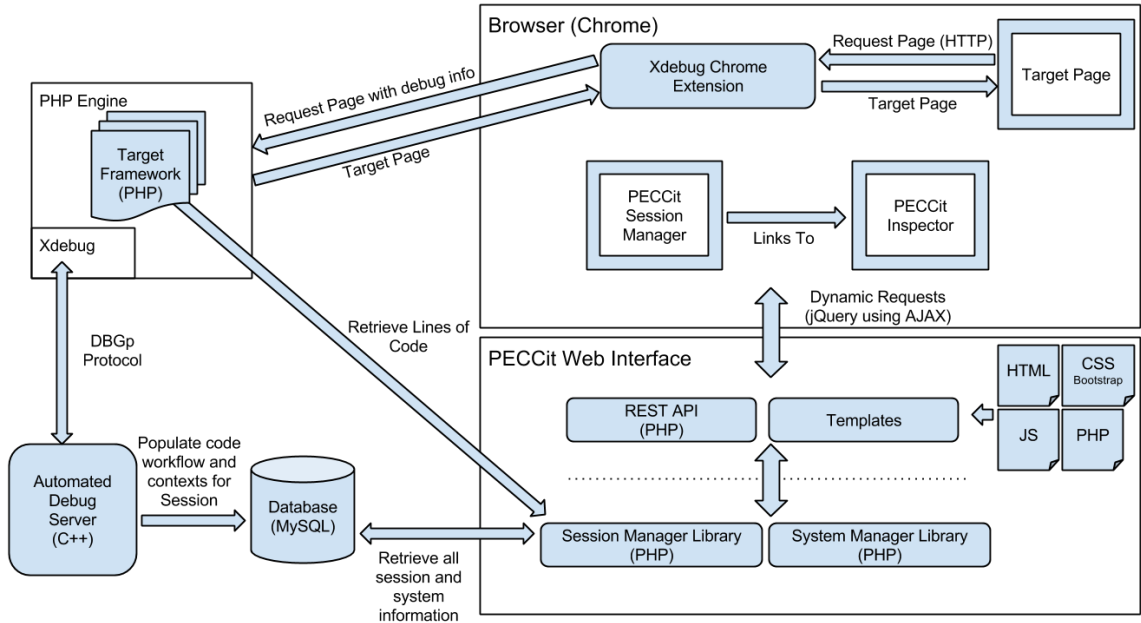 Browser (Chrome)
Request Page (HTTP)
Xdebug Chrome
Extension
Target Page
Target Page
PHP Engine
Request Page with debug info
Target Page
Target
Framework
(PHP)
Xdebug
PECCit
Session
Manager
Links To
PECCit
Inspector
Dynamic Requests
(jQuery using AJAX)
Retrieve Lines of
Code
DBGp
Protocol
PECCit Web Interface
HTML
CSS
Bootstrap
JS
PHP
REST API
(PHP)
Templates
Automated
Debug
Server
(C++)
Populate code
workflow and
contexts for
Session
Database
(MySQL)
Retrieve all
session and
system
information
Session Manager Library
(PHP)
System Manager Library
(PHP)